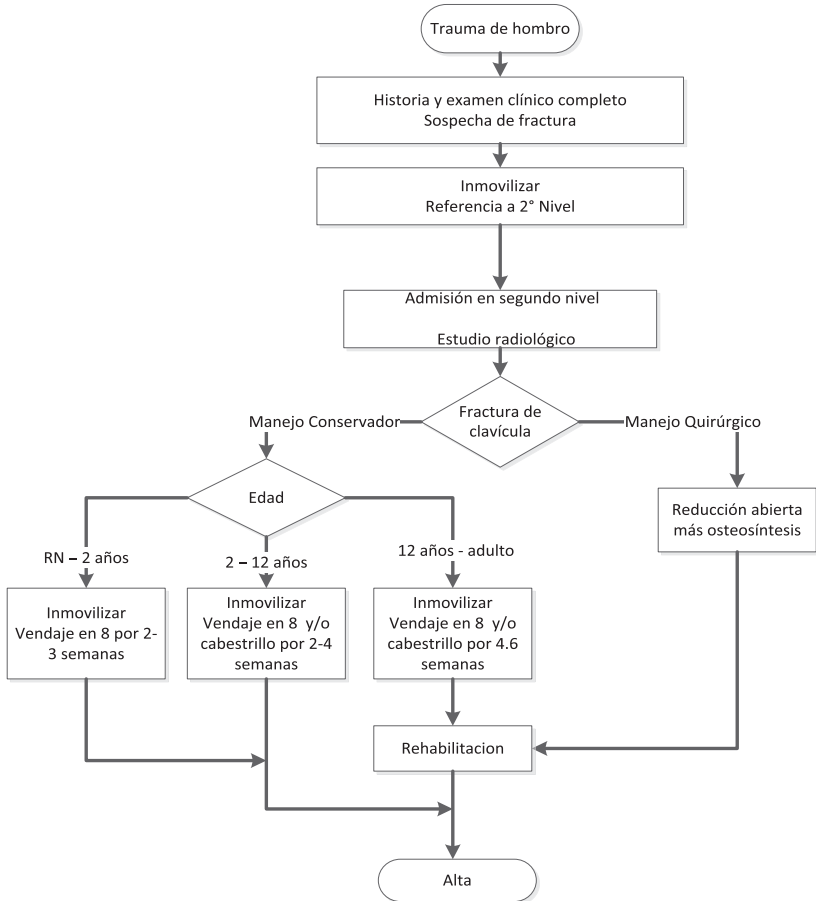 Trauma de hombro
Historia y examen clínico completo
Sospecha de fractura
Inmovilizar
Referencia a 2° Nivel
Admisión en segundo nivel
Estudio radiológico
Fractura de
clavícula
Manejo Conservador
Manejo Quirúrgico
Edad
Reducción abierta
más osteosíntesis
RN – 2 años
2 – 12 años
12 años - adulto
Inmovilizar
Vendaje en 8 por 2-
3 semanas
Inmovilizar
Vendaje en 8 y/o
cabestrillo por 2-4
semanas
Inmovilizar
Vendaje en 8 y/o
cabestrillo por 4.6
semanas
Rehabilitacion
Alta